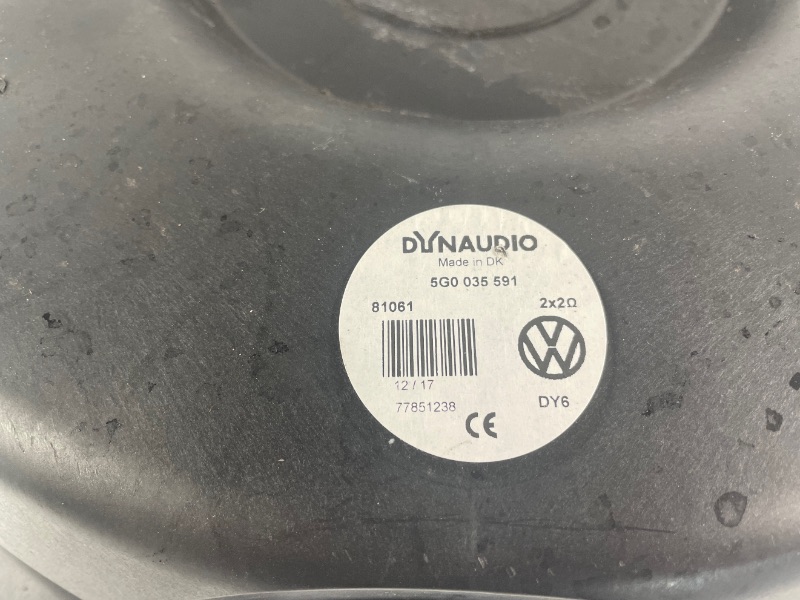 DYNAUDIO
Made in DK
5G0 035 591
81061 2x2Ω
12 / 17
77851238 DY6
CE